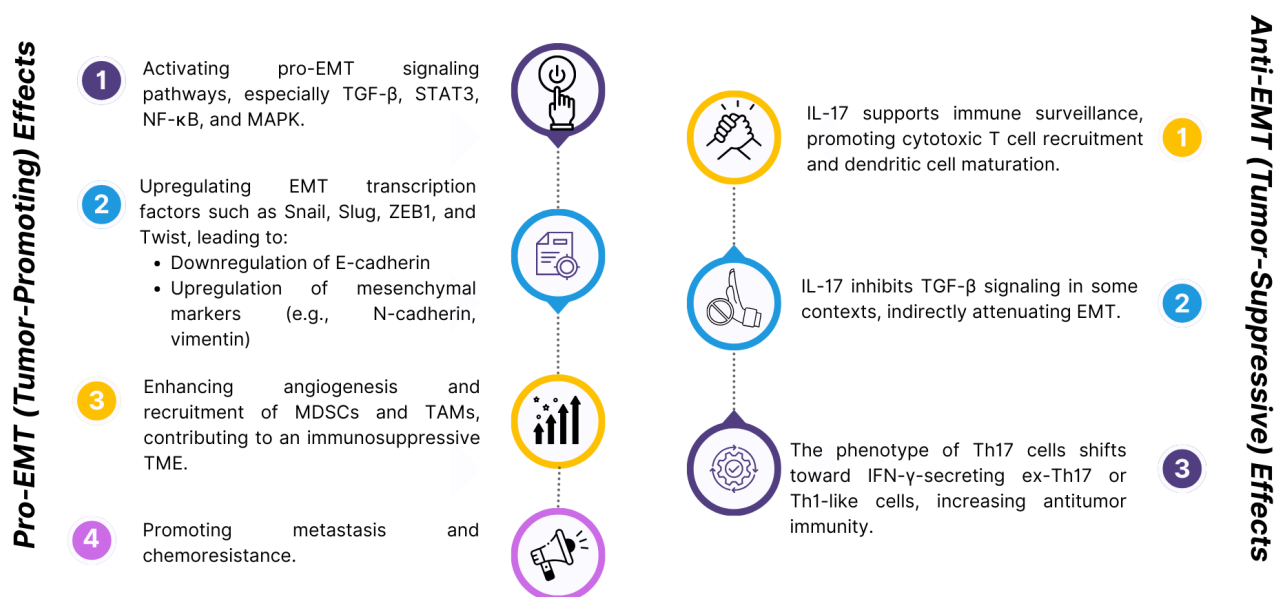 Pro-EMT (Tumor-Promoting) Effects
1
Activating pro-EMT signaling
pathways, especially TGF-β, STAT3,
NF-κB, and MAPK.
2
Upregulating EMT transcription
factors such as Snail, Slug, ZEB1, and
Twist, leading to:
• Downregulation of E-cadherin
• Upregulation of mesenchymal
markers (e.g., N-cadherin,
vimentin)
3
Enhancing angiogenesis and
recruitment of MDSCs and TAMs,
contributing to an immunosuppressive
TME.
4
Promoting metastasis and
chemoresistance.
Anti-EMT (Tumor-Suppressive) Effects
IL-17 supports immune surveillance,
promoting cytotoxic T cell recruitment
and dendritic cell maturation.
1
IL-17 inhibits TGF-β signaling in some
contexts, indirectly attenuating EMT.
2
The phenotype of Th17 cells shifts
toward IFN-γ-secreting ex-Th17 or
Th1-like cells, increasing antitumor
immunity.
3